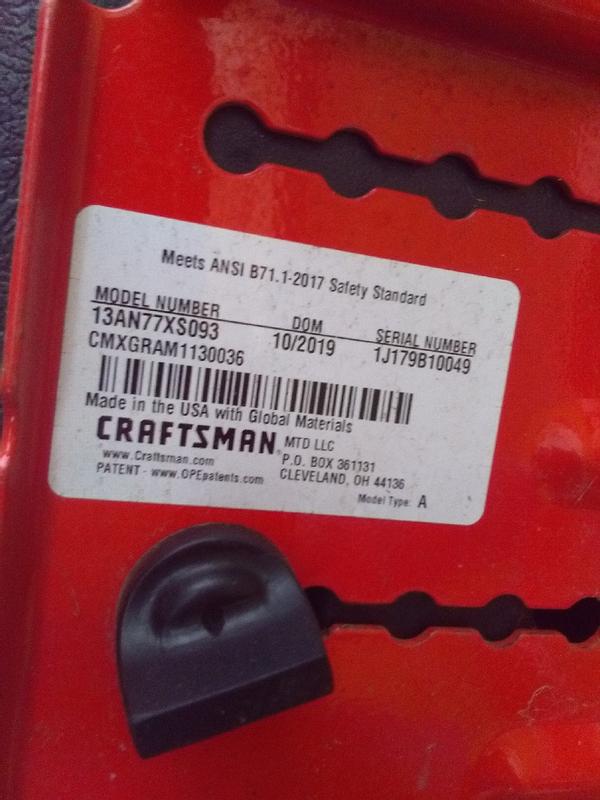 Meets ANSI B71.1-2017 Safety Standard
MODEL NUMBER DOM SERIAL NUMBER
13AN77XS093 10/2019 1J179B10049
CMXGRAM1130036
Made in the USA with Global Materials
CRAFTSMAN® MTD LLC
www.Craftsman.com P.O. BOX 361131
PATENT - www.OPEpatents.com CLEVELAND, OH 44136
Model Type: A